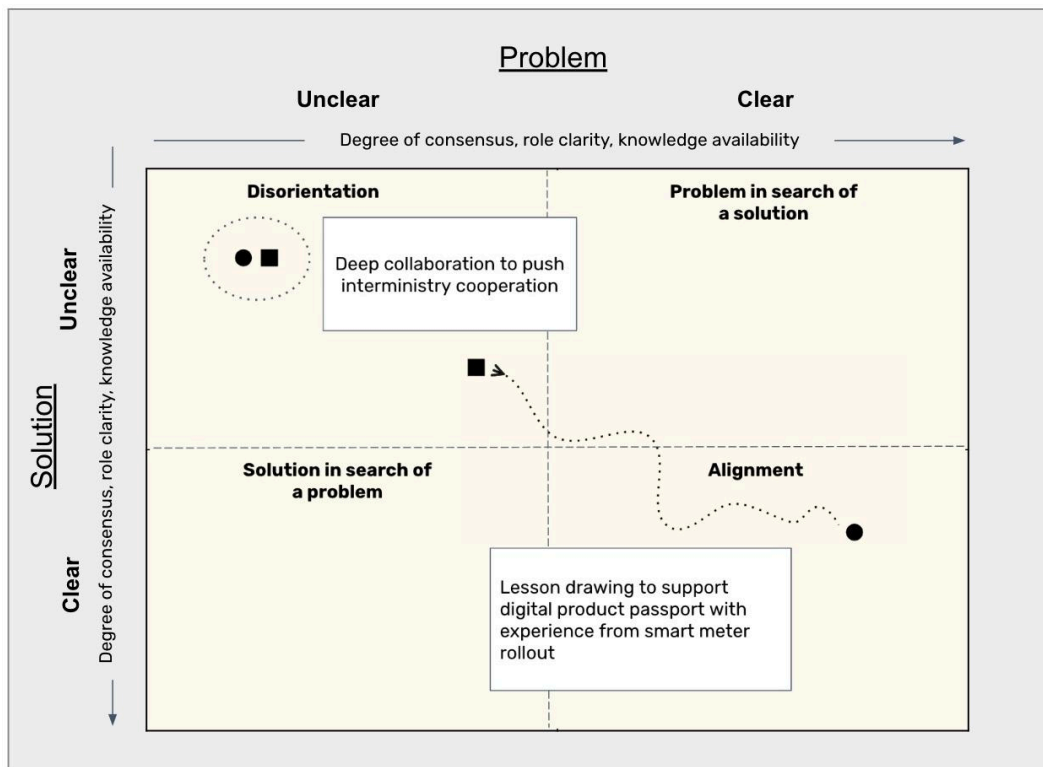 Problem
Unclear
Clear
Degree of consensus, role clarity, knowledge availability
Solution
Unclear
Clear
Degree of consensus, role clarity, knowledge availability
Disorientation
Problem in search of
a solution
Deep collaboration to push
interministry cooperation
Solution in search of
a problem
Alignment
Lesson drawing to support
digital product passport with
experience from smart meter
rollout